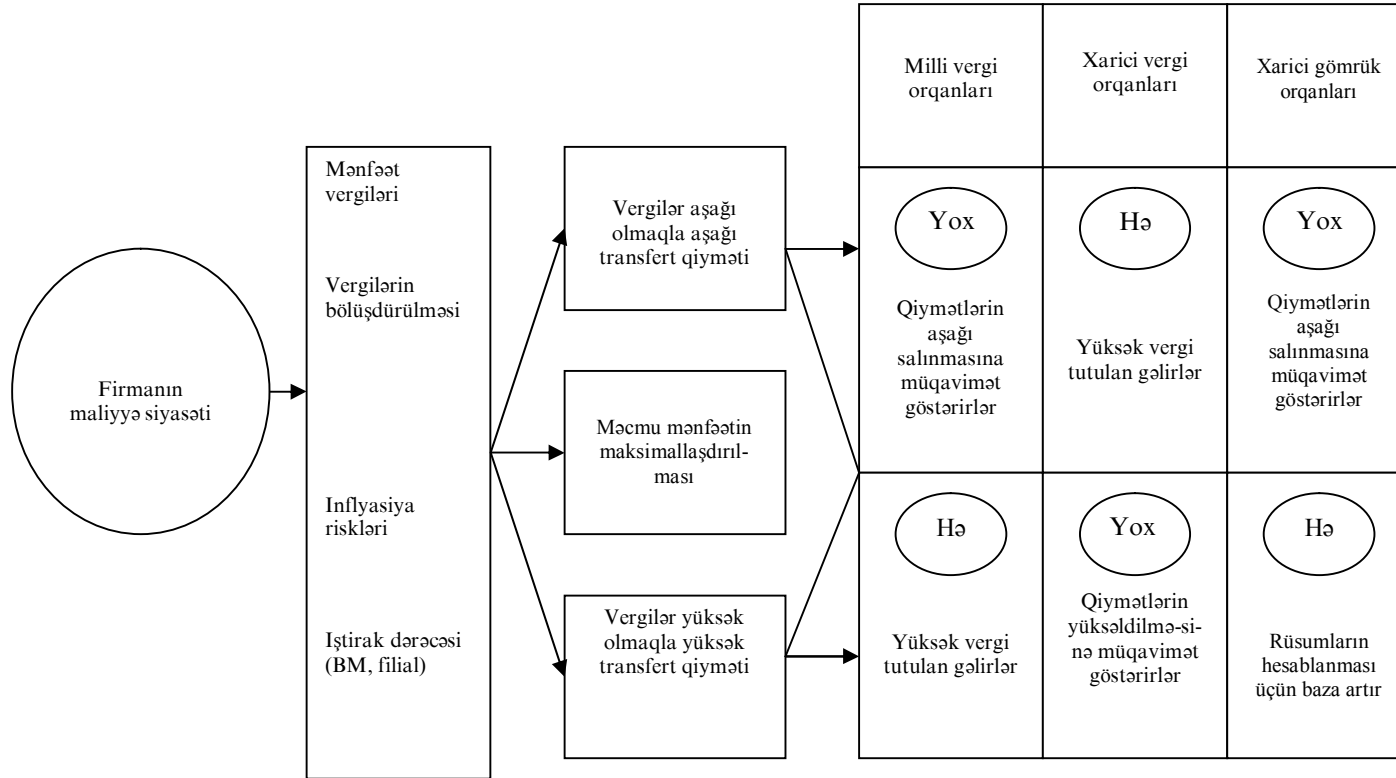 Firmanın
maliyyə siyasəti
Mənfəət
vergiləri
Vergilərin
bölüşdürülməsi
Inflyasiya
riskləri
Iştirak dərəcəsi
(BM, filial)
Vergilər aşağı
olmaqla aşağı
transfert qiyməti
Məcmu mənfəətin
maksimallaşdırıl-
ması
Vergilər yüksək
olmaqla yüksək
transfert qiyməti
Milli vergi
orqanları
Xarici vergi
orqanları
Xarici gömrük
orqanları
Yox
Qiymətlərin
aşağı
salınmasına
müqavimət
göstərirlər
Hə
Yüksək vergi
tutulan gəlirlər
Yox
Qiymətlərin
aşağı
salınmasına
müqavimət
göstərirlər
Hə
Yüksək vergi
tutulan gəlirlər
Yox
Qiymətlərin
yüksəldilmə-si-
nə müqavimət
göstərirlər
Hə
Rüsumların
hesablanması
üçün baza artır